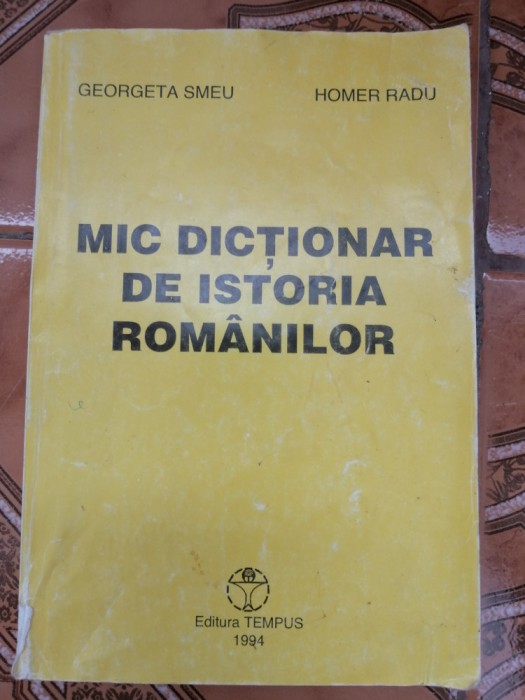 GEORGETA SMEU HOMER RADU
MIC DICȚIONAR
DE ISTORIA
ROMÂNILOR
Editura TEMPUS
1994